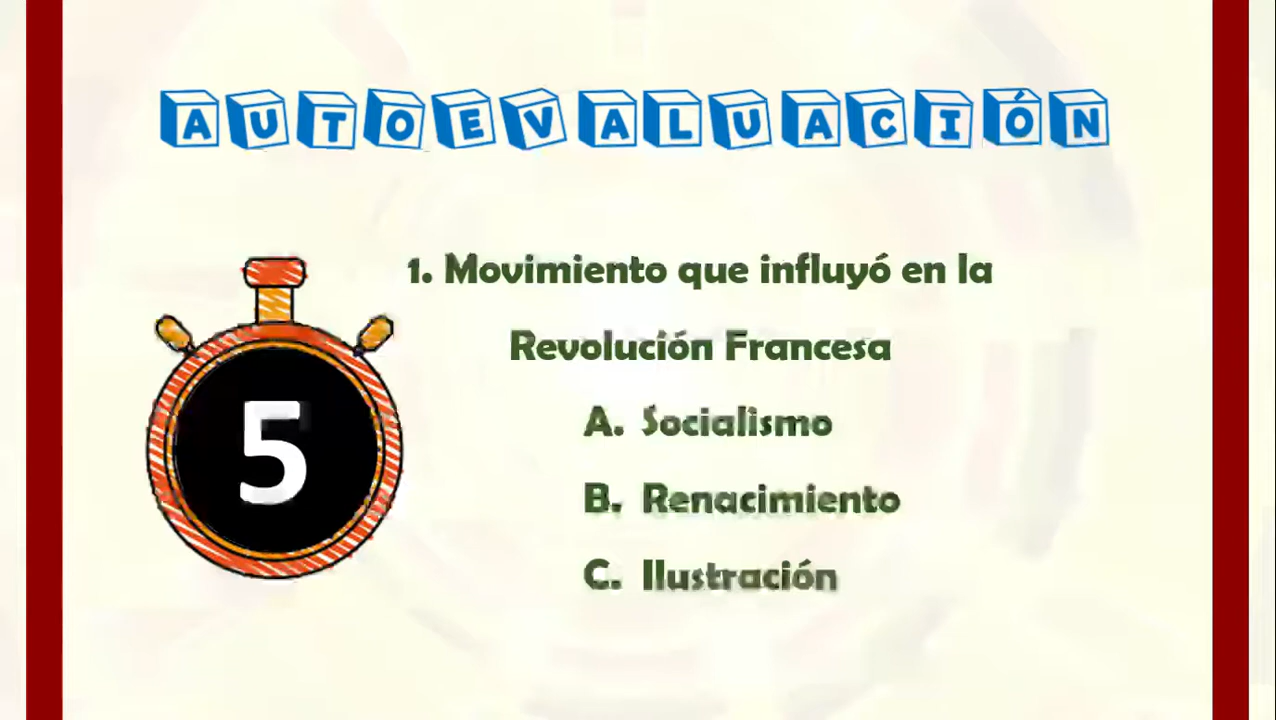 AUTOEVALUACIÓN
1. Movimiento que influyó en la
Revolución Francesa
A. Socialismo
B. Renacimiento
C. Ilustración
5